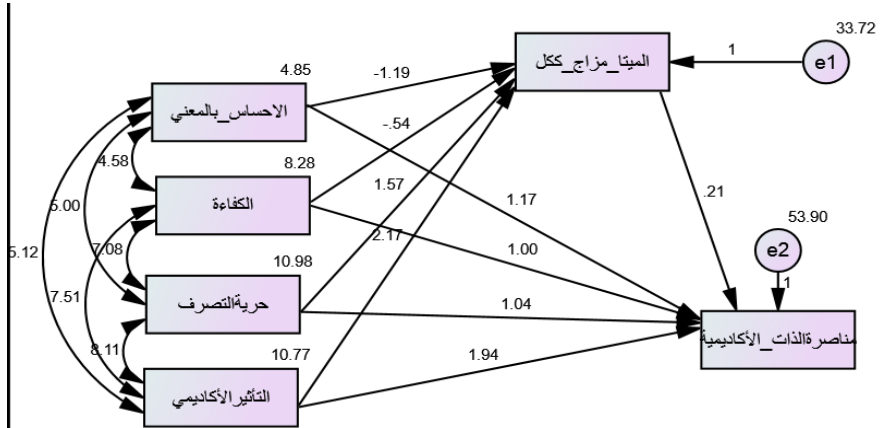 33.72
الميتا_مزاج_ككل
1
e1
4.85
-1.19
الاحساس_بالمعني
4.58
8.28
-.54
5.00
الكفاءة
1.57
1.17
.21
53.90
e2
5.12
7.08
2.17
1.00
10.98
1
7.51
حريةالتصرف
1.04
مناصرةالذات_الأكاديمية
8.11
10.77
1.94
التأثيرالأكاديمي